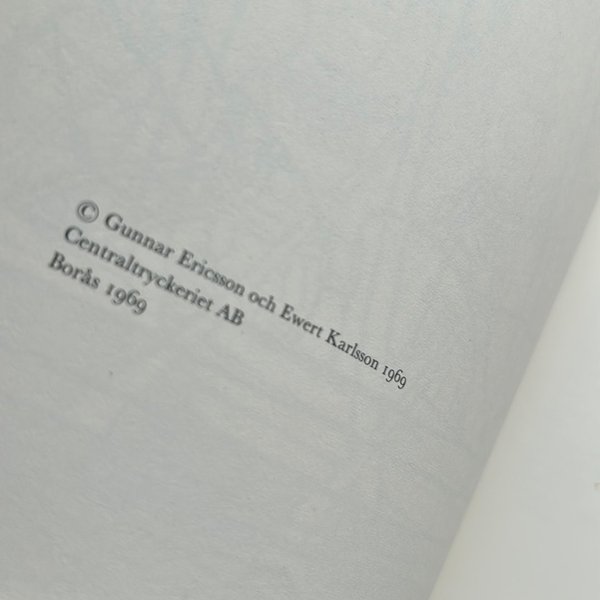 © Gunnar Ericsson och Ewert Karlsson 1969
Centraltryckeriet AB
Borås 1969